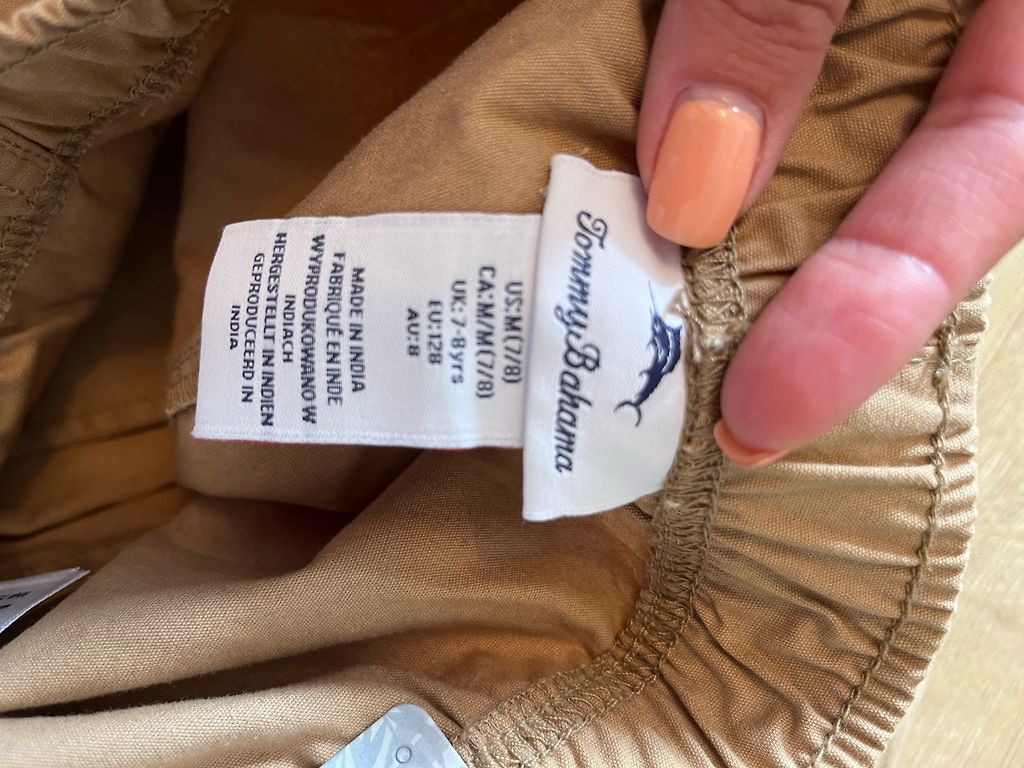 Tommy Bahama
US:M(7/8)
CA:M/M(7/8)
UK:7-8yrs
EU:128
AU:8
MADE IN INDIA
FABRIQUÉ EN INDE
WYPRODUKOWANO W
INDIACH
HERGESTELLT IN INDIEN
GEPRODUCEERD IN
INDIA